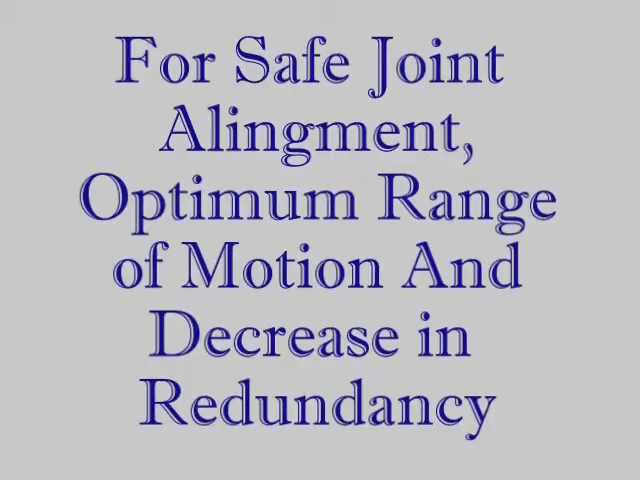 For Safe Joint
Alingment,
Optimum Range
of Motion And
Decrease in
Redundancy